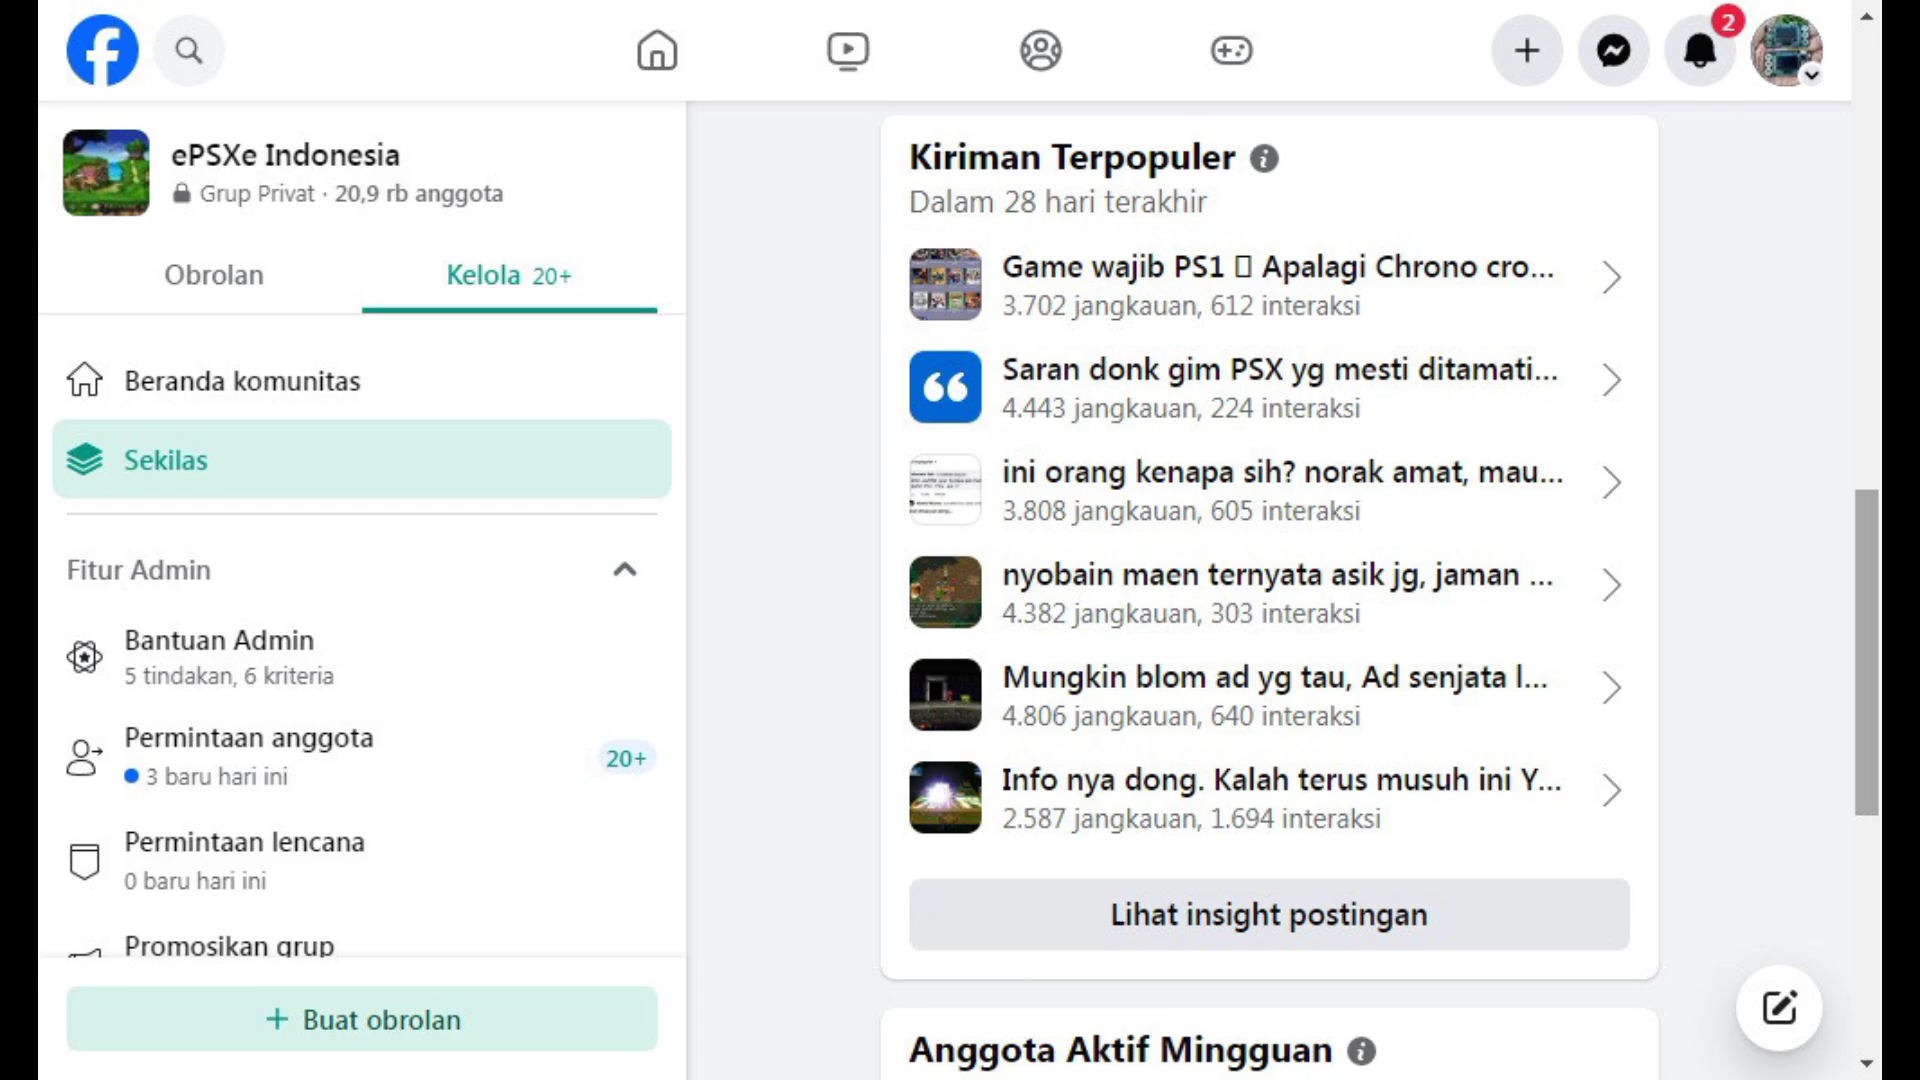 2
ePSXe Indonesia
Grup Privat · 20,9 rb anggota
Obrolan
Kelola 20+
Beranda komunitas
Sekilas
Fitur Admin
Bantuan Admin
5 tindakan, 6 kriteria
Permintaan anggota
3 baru hari ini
20+
Permintaan lencana
0 baru hari ini
Promosikan grup
+ Buat obrolan
Kiriman Terpopuler
Dalam 28 hari terakhir
Game wajib PS1 ▯ Apalagi Chrono cro...
3.702 jangkauan, 612 interaksi
Saran donk gim PSX yg mesti ditamati...
4.443 jangkauan, 224 interaksi
ini orang kenapa sih? norak amat, mau...
3.808 jangkauan, 605 interaksi
nyobain maen ternyata asik jg, jaman ...
4.382 jangkauan, 303 interaksi
Mungkin blom ad yg tau, Ad senjata l...
4.806 jangkauan, 640 interaksi
Info nya dong. Kalah terus musuh ini Y...
2.587 jangkauan, 1.694 interaksi
Lihat insight postingan
Anggota Aktif Mingguan